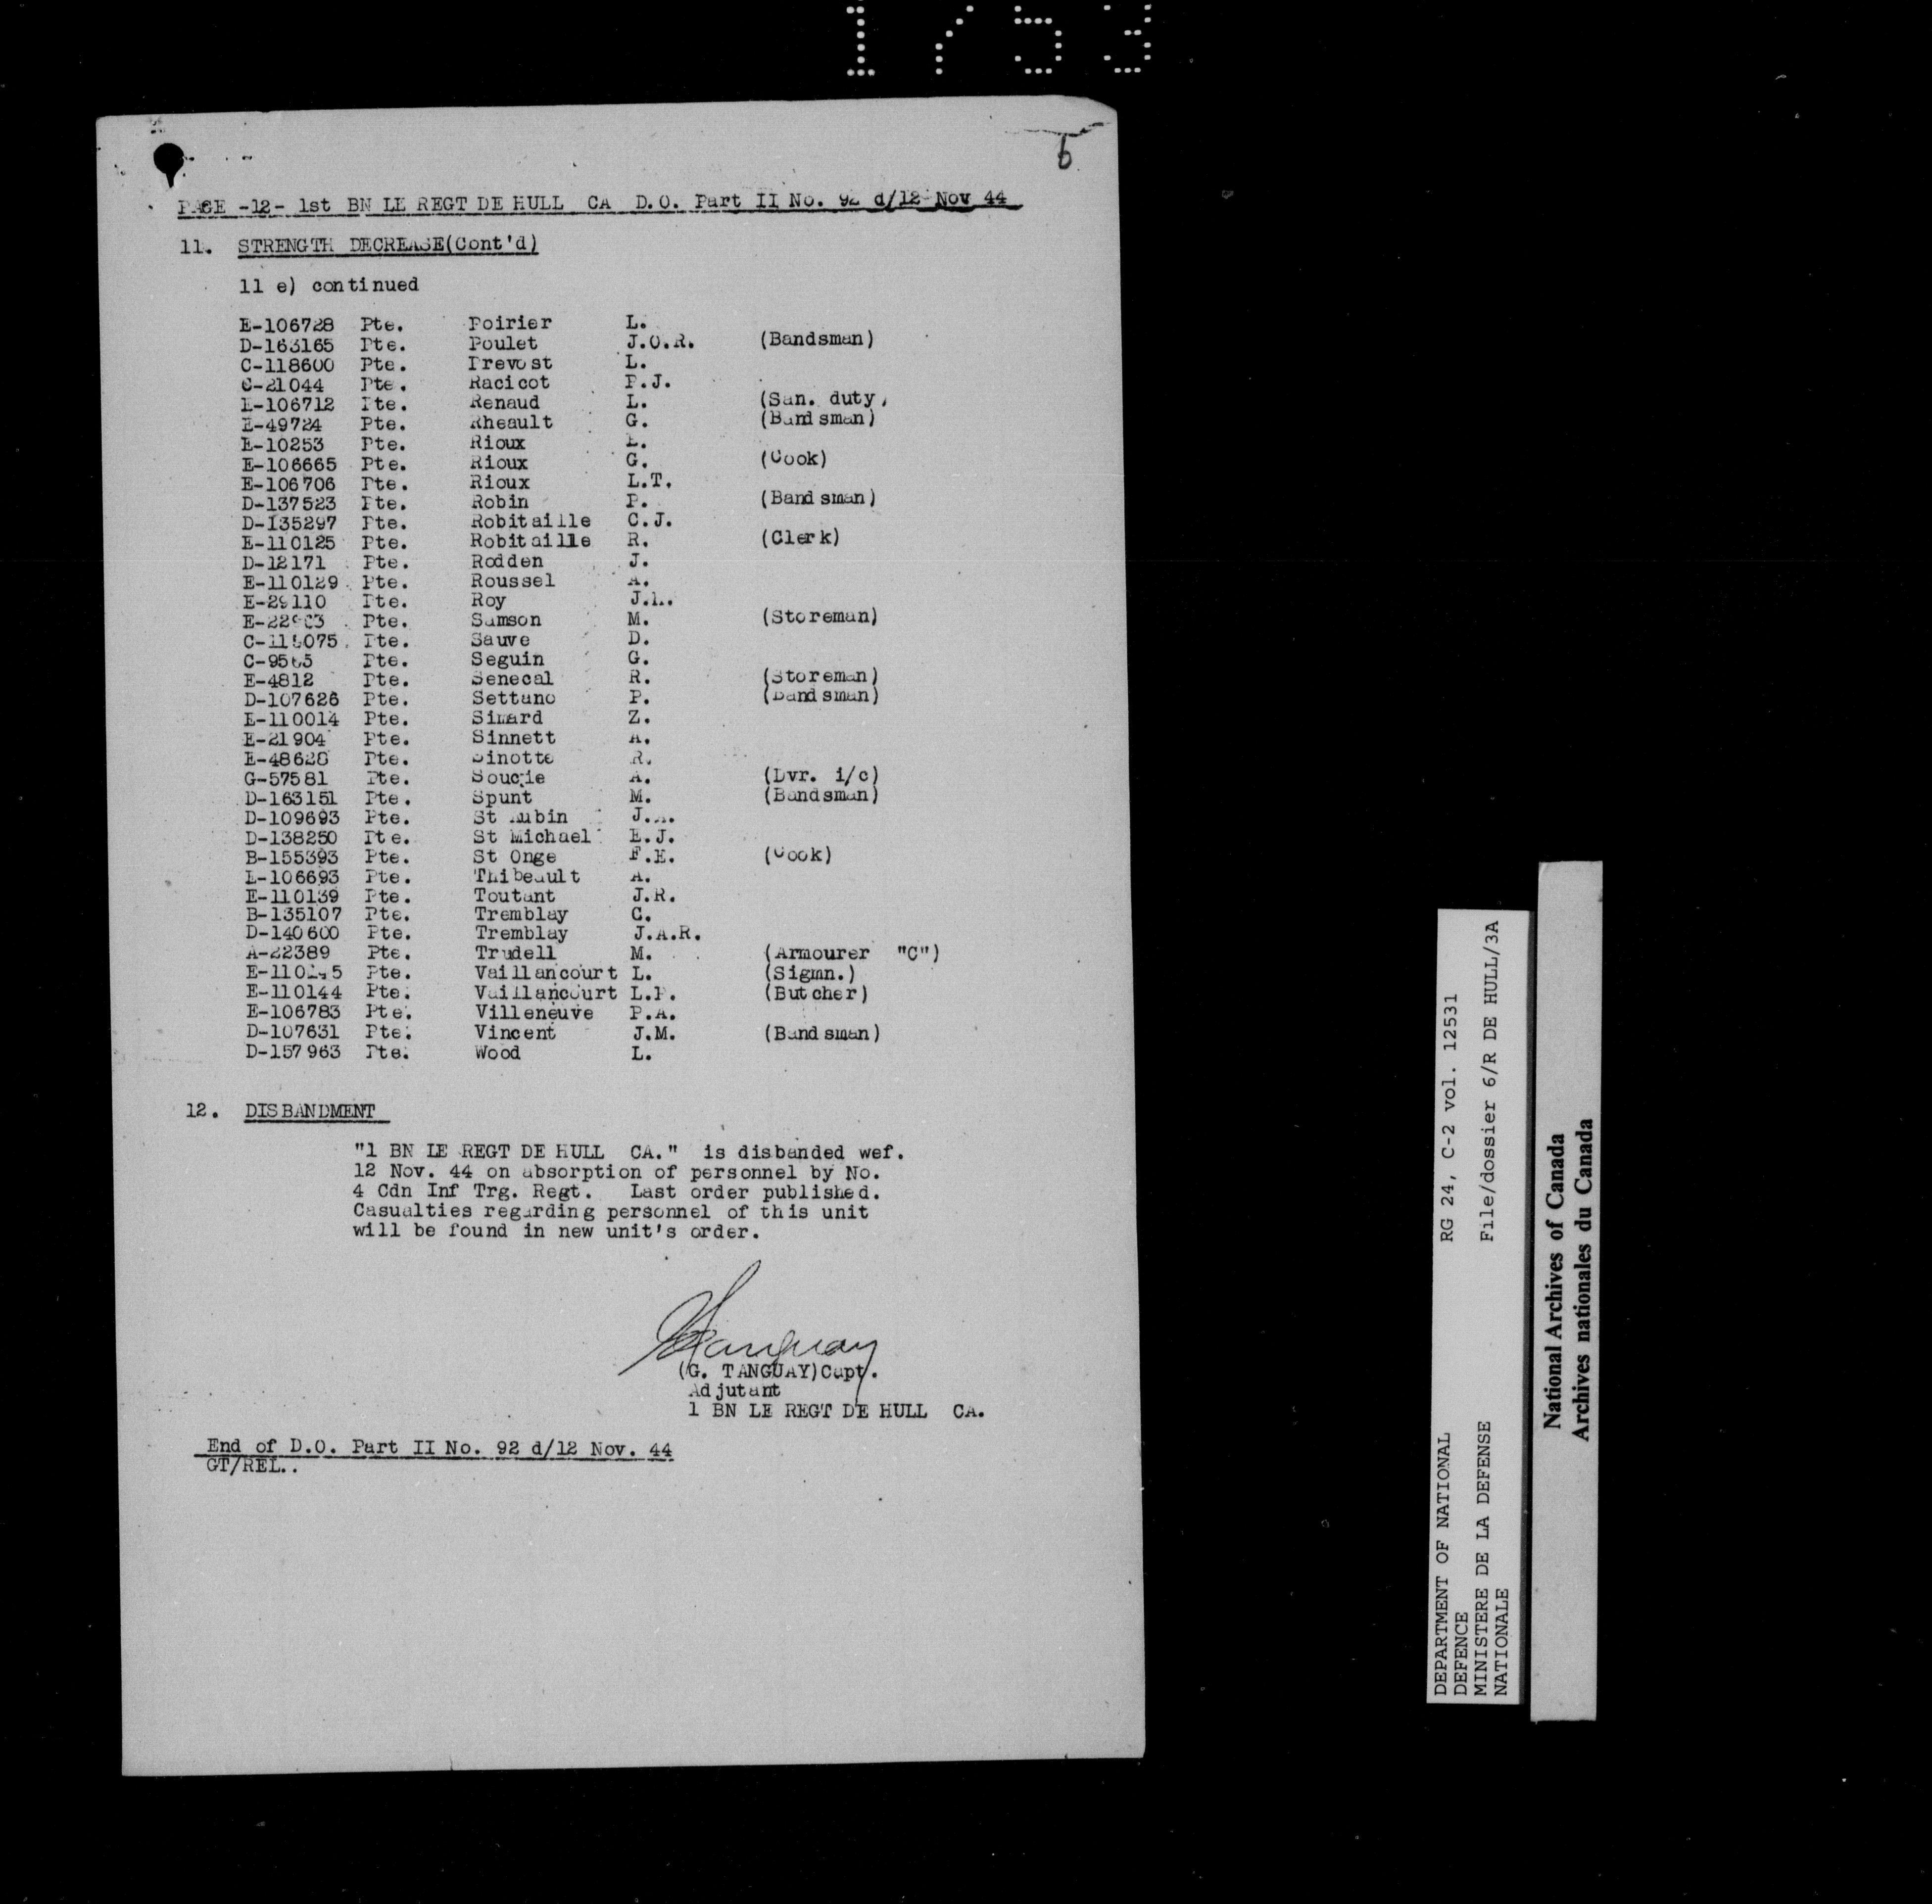 1753
6
PAGE -12- 1st BN LE REGT DE HULL CA D.O. Part II No. 92 d/12 Nov 44
11. STRENGTH DECREASE(Cont'd)
11 e) continued
E-106728 Pte. Poirier L.
D-163165 Pte. Poulet J.O.R. (Bandsman)
C-118600 Pte. Prevost L.
C-21044 Pte. Racicot P.J.
E-106712 Pte. Renaud L. (San. duty)
E-49724 Pte. Rheault G. (Bandsman)
E-10253 Pte. Rioux E.
E-106665 Pte. Rioux G. (Cook)
E-106706 Pte. Rioux L.T.
D-137523 Pte. Robin P. (Bandsman)
D-135297 Pte. Robitaille C.J.
E-110125 Pte. Robitaille R. (Clerk)
D-12171 Pte. Rodden J.
E-110129 Pte. Roussel A.
E-29110 Pte. Roy
Pte. Samson M. (Storeman)
Pte. Sauve D.
Pte. Seguin G.
E-4812 Pte. Senecal R. (Storeman)
D-107626 Pte. Settano P. (Bandsman)
E-110014 Pte. Simard Z.
E-21904 Pte. Sinnett A.
E-48628 Pte. Sinotte R.
G-57581 Pte. Soucie A. (Dvr. i/c)
D-163151 Pte. Spunt M. (Bandsman)
D-109693 Pte. St Aubin
D-138250 Pte. St Michael E.J.
B-155393 Pte. St Onge F.E. (Cook)
E-106693 Pte. Thibeault A.
E-110139 Pte. Toutant J.R.
B-135107 Pte. Tremblay C.
D-140600 Pte. Tremblay J.A.R.
A-22389 Pte. Trudell M. (Armourer "C")
Pte. Vaillancourt L. (Sigmn.)
E-110144 Pte. Vaillancourt L.P. (Butcher)
E-106783 Pte. Villeneuve P.A.
D-107631 Pte. Vincent J.M. (Bandsman)
D-157963 Pte. Wood L.
12. DISBANDMENT
"1 BN LE REGT DE HULL CA." is disbanded wef.
12 Nov. 44 on absorption of personnel by No.
4 Cdn Inf Trg. Regt. Last order published.
Casualties regarding personnel of this unit
will be found in new unit's order.
GTanguay
(G. TANGUAY)Capt.
Adjutant
1 BN LE REGT DE HULL CA.
End of D.O. Part II No. 92 d/12 Nov. 44
GT/REL..
DEPARTMENT OF NATIONAL RG 24, C-2 vol. 12531
DEFENCE
MINISTERE DE LA DEFENSE File/dossier 6/R DE HULL/3A
NATIONALE
National Archives of Canada
Archives nationales du Canada